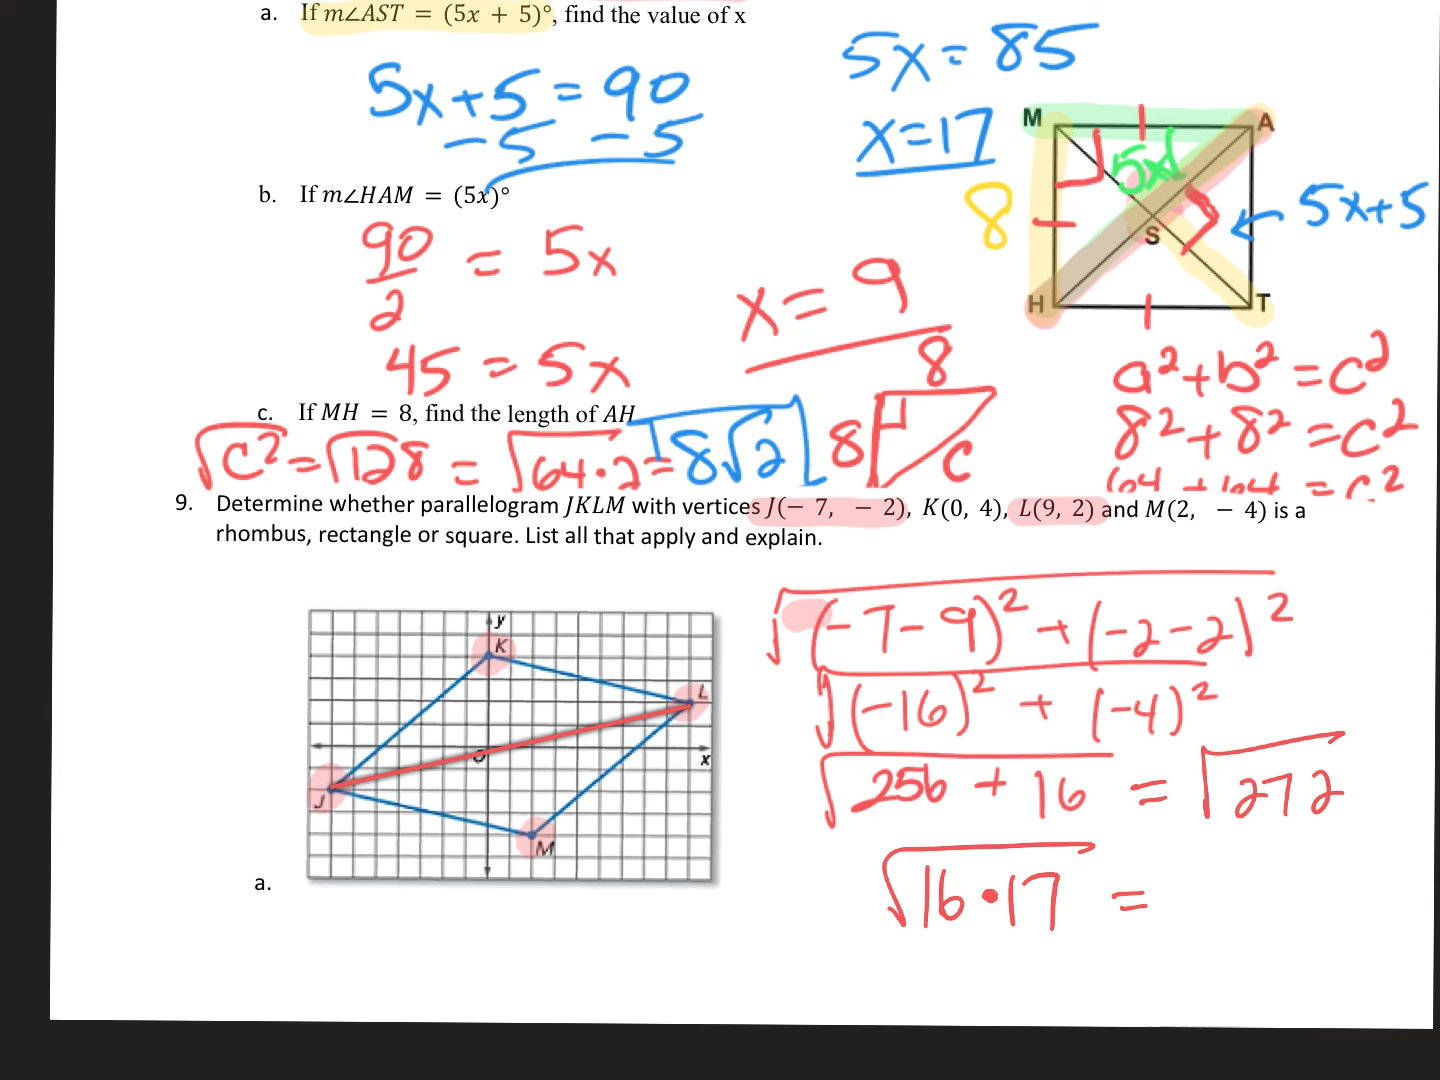 a. If m∠AST = (5x + 5)°, find the value of x
5x+5 = 90
-5 -5
5x = 85
x=17
M
A
5x
8
S
5x+5
H
T
b. If m∠HAM = (5x)°
90/2 = 5x
45 = 5x
x = 9
c. If MH = 8, find the length of AH
√c² = √128 = √64·2 = 8√2
8
8
c
a² + b² = c²
8² + 8² = c²
64 + 64 = c²
9. Determine whether parallelogram JKLM with vertices J(− 7, − 2), K(0, 4), L(9, 2) and M(2, − 4) is a
rhombus, rectangle or square. List all that apply and explain.
a.
y
K
L
O
x
J
M
√(-7-9)² + (-2-2)²
√(-16)² + (-4)²
√256 + 16 = √272
√16·17 =